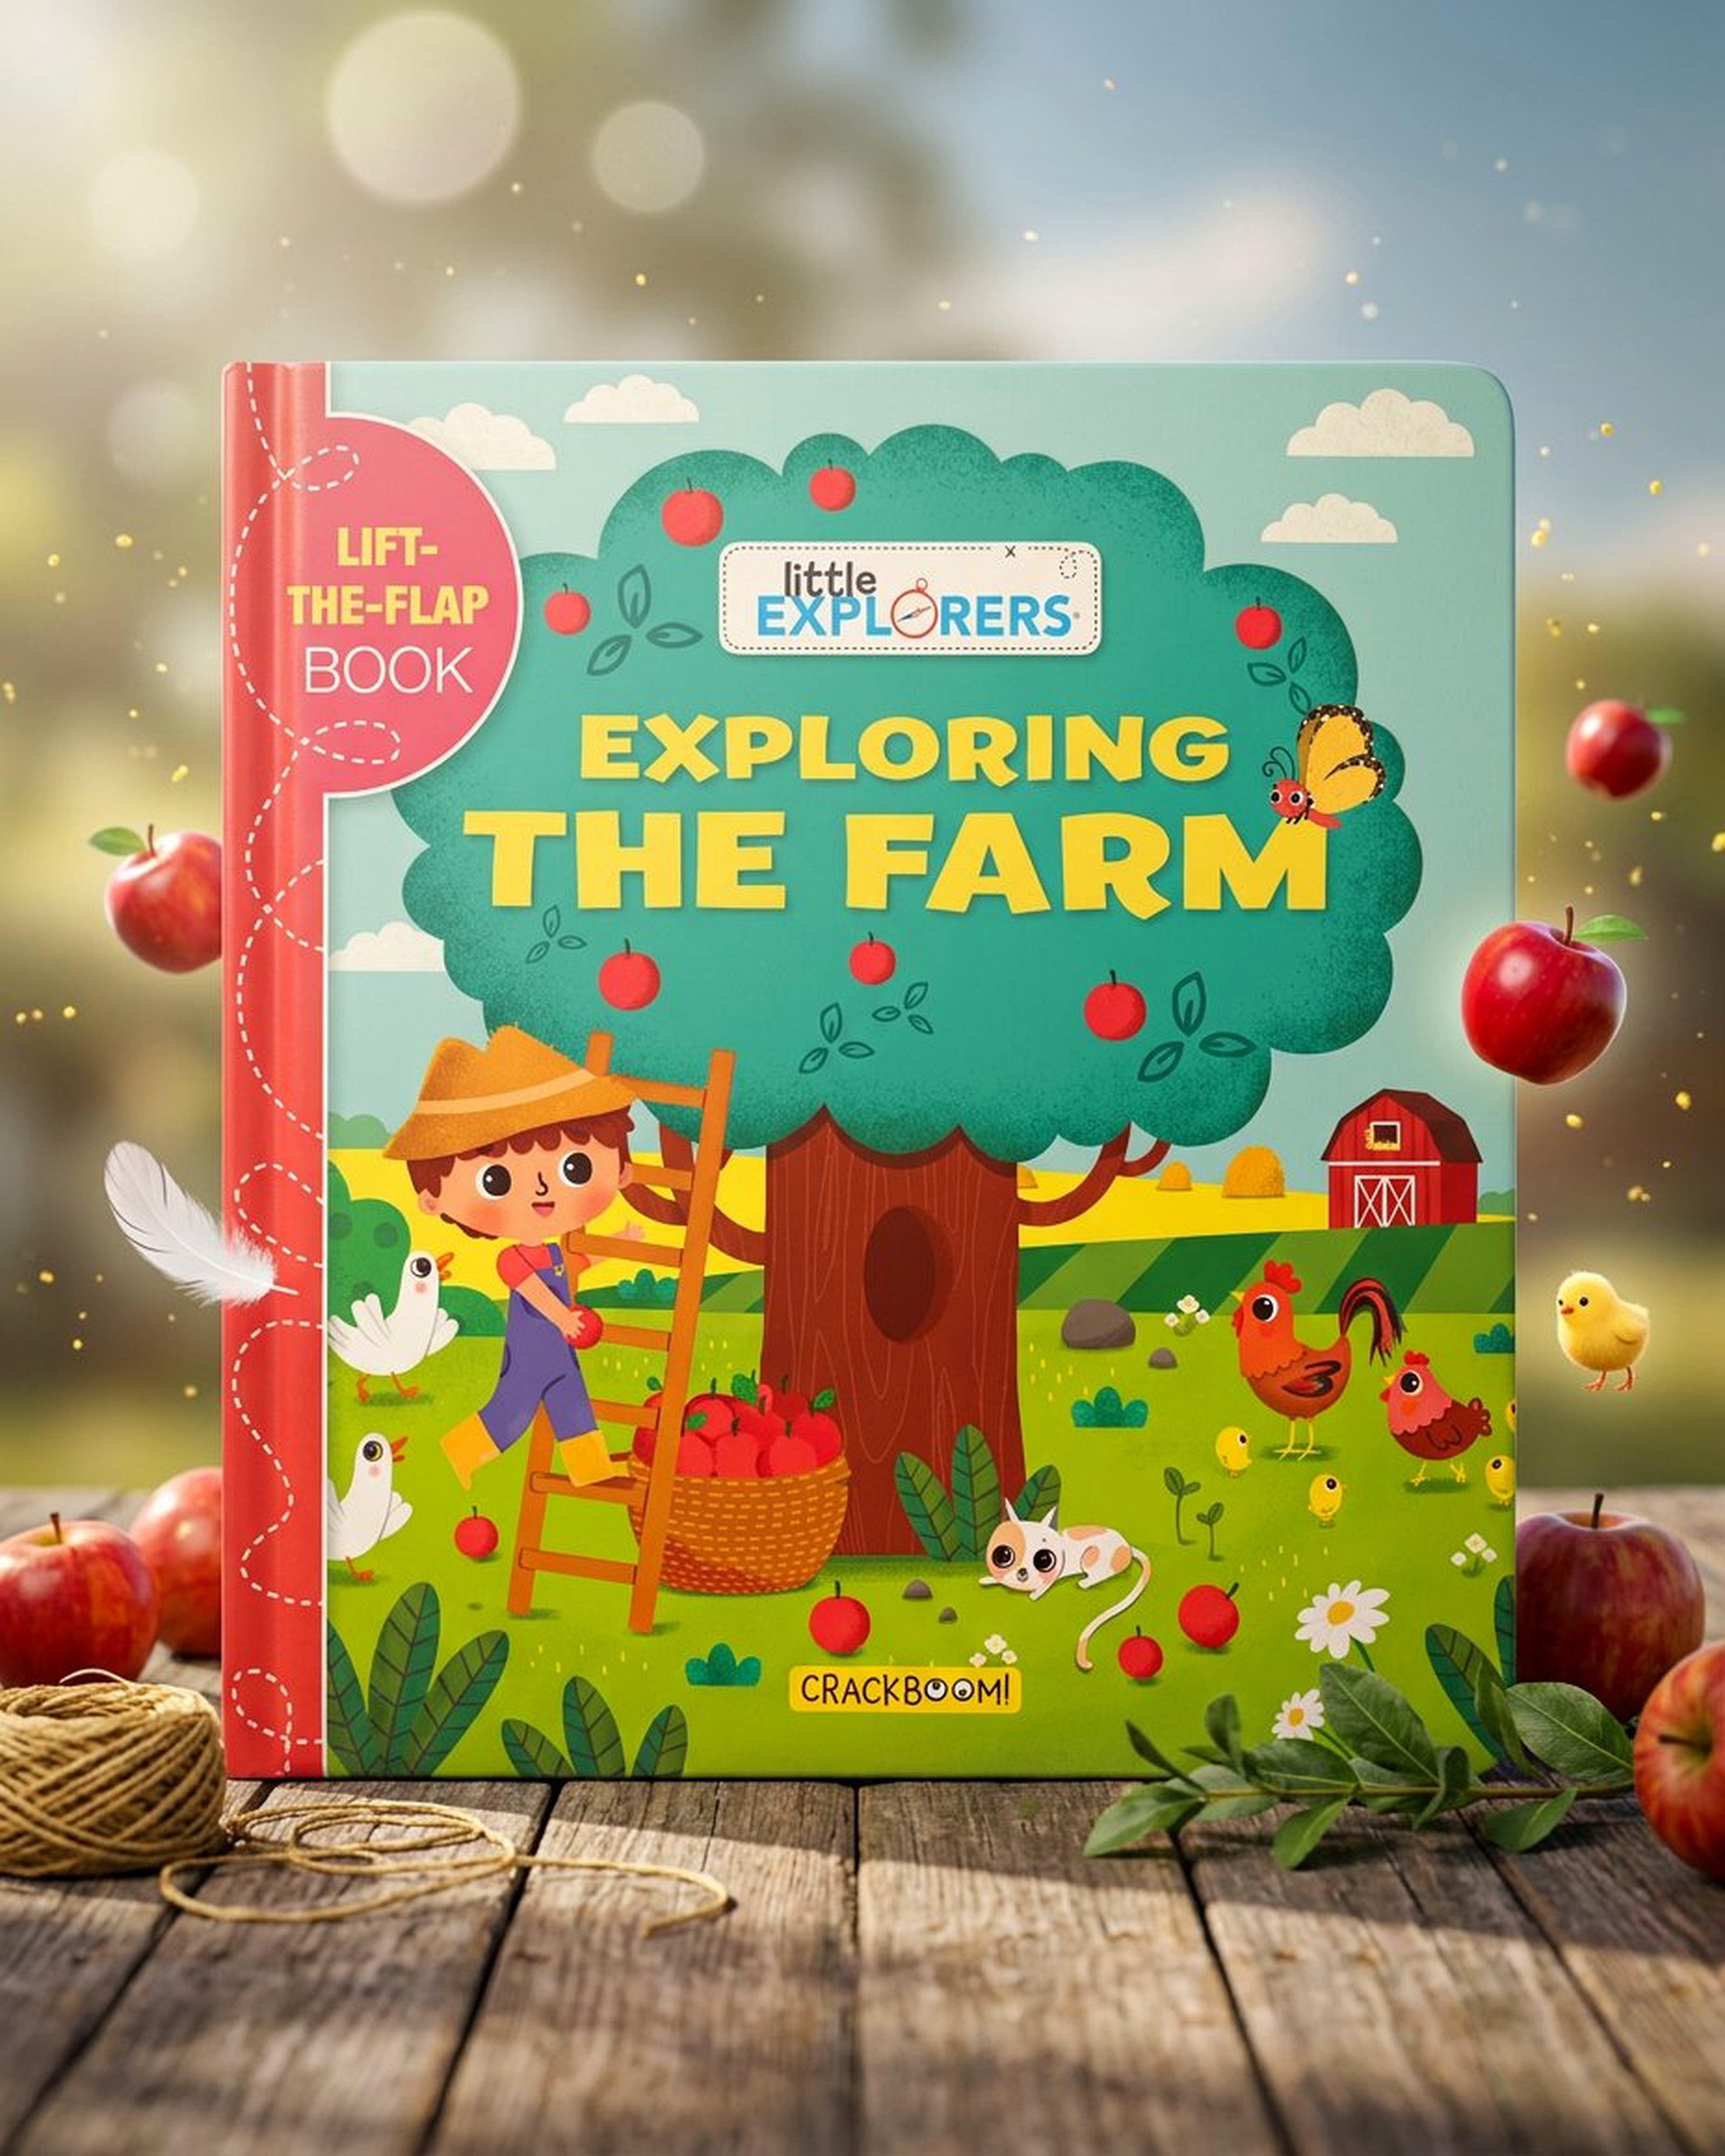 LIFT-
THE-FLAP
BOOK
little
EXPLORERS
EXPLORING
THE FARM
CRACKBOOM!